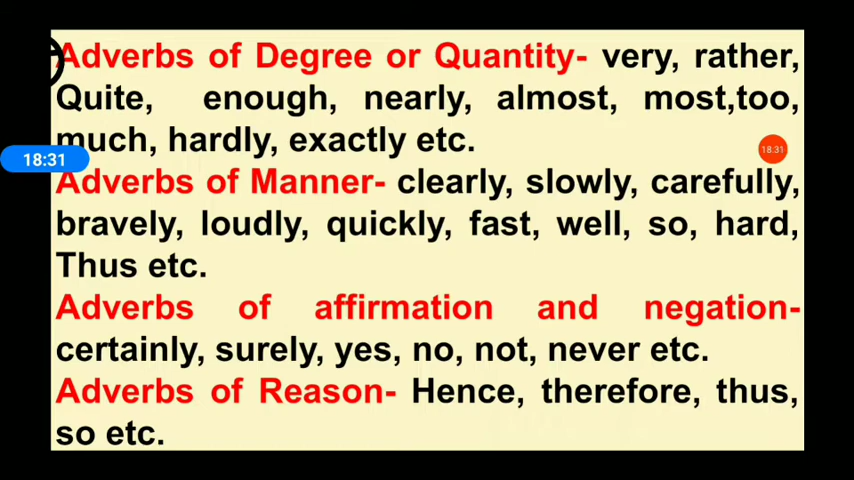 Adverbs of Degree or Quantity- very, rather,
Quite, enough, nearly, almost, most,too,
much, hardly, exactly etc.
18:31
18:31
Adverbs of Manner- clearly, slowly, carefully,
bravely, loudly, quickly, fast, well, so, hard,
Thus etc.
Adverbs of affirmation and negation-
certainly, surely, yes, no, not, never etc.
Adverbs of Reason- Hence, therefore, thus,
so etc.